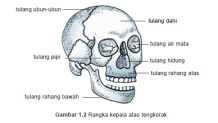 tulang ubun-ubun
tulang dahi
tulang air mata
tulang pipi
tulang hidung
tulang rahang atas
tulang rahang bawah
Gambar 1.2 Rangka kepala atau tengkorak